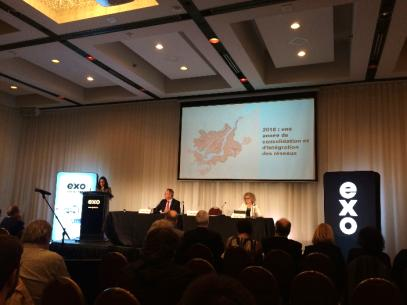 2018 : une
année de
consolidation et
d'intégration
des réseaux
exo
exo
exo